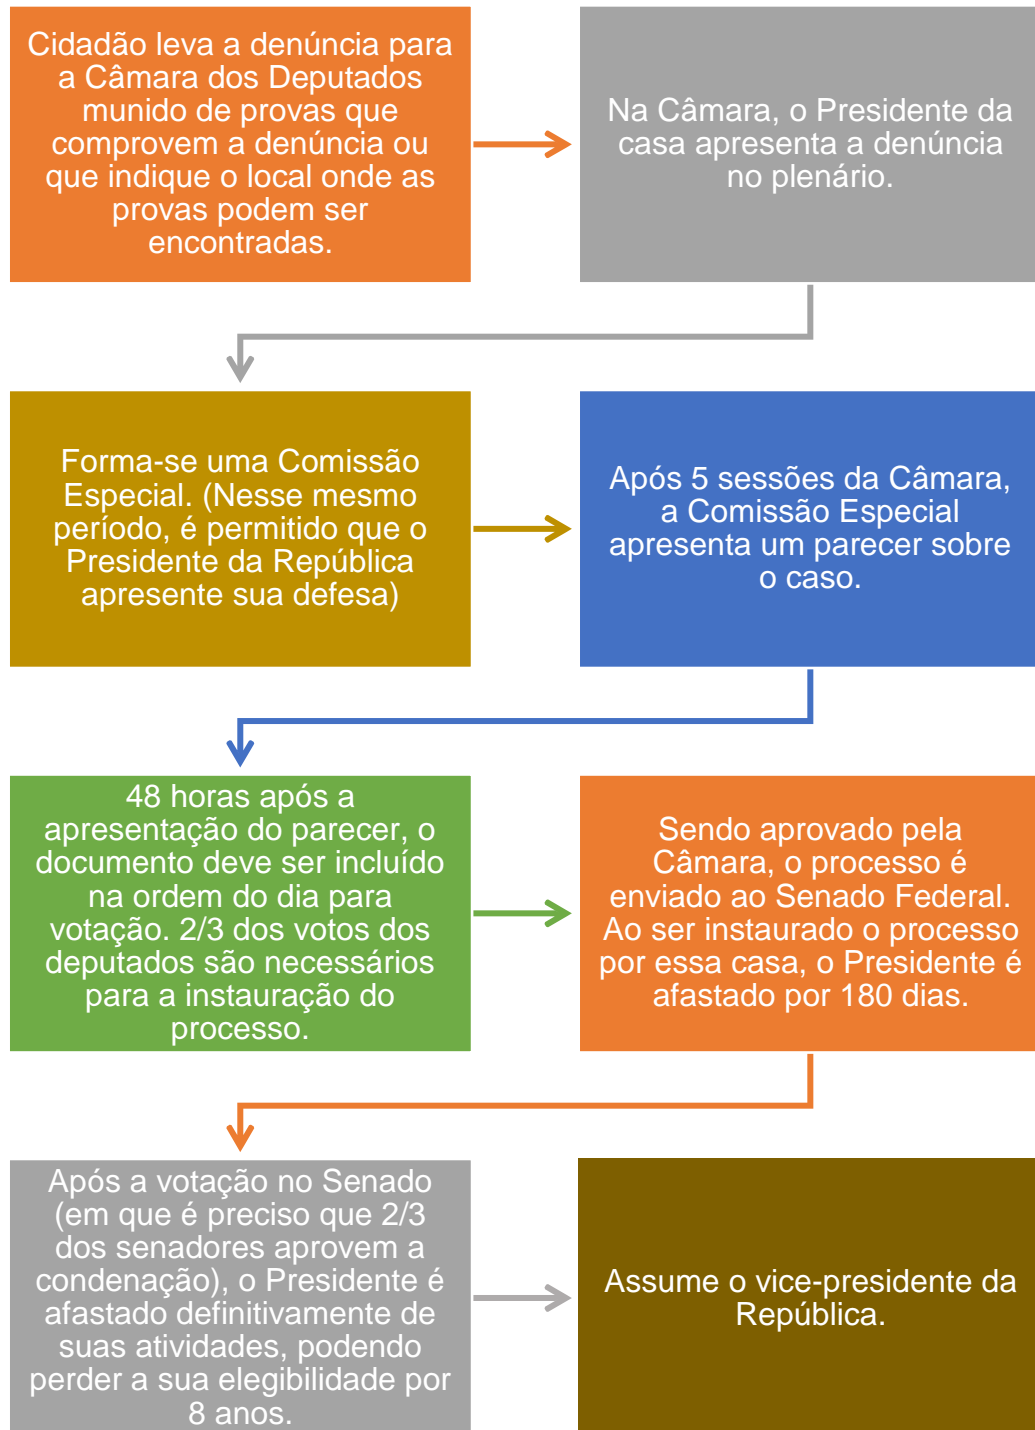 Cidadão leva a denúncia para
a Câmara dos Deputados
munido de provas que
comprovem a denúncia ou
que indique o local onde as
provas podem ser
encontradas.
Na Câmara, o Presidente da
casa apresenta a denúncia
no plenário.
Forma-se uma Comissão
Especial. (Nesse mesmo
período, é permitido que o
Presidente da República
apresente sua defesa)
Após 5 sessões da Câmara,
a Comissão Especial
apresenta um parecer sobre
o caso.
48 horas após a
apresentação do parecer, o
documento deve ser incluído
na ordem do dia para
votação. 2/3 dos votos dos
deputados são necessários
para a instauração do
processo.
Sendo aprovado pela
Câmara, o processo é
enviado ao Senado Federal.
Ao ser instaurado o processo
por essa casa, o Presidente é
afastado por 180 dias.
Após a votação no Senado
(em que é preciso que 2/3
dos senadores aprovem a
condenação), o Presidente é
afastado definitivamente de
suas atividades, podendo
perder a sua elegibilidade por
8 anos.
Assume o vice-presidente da
República.